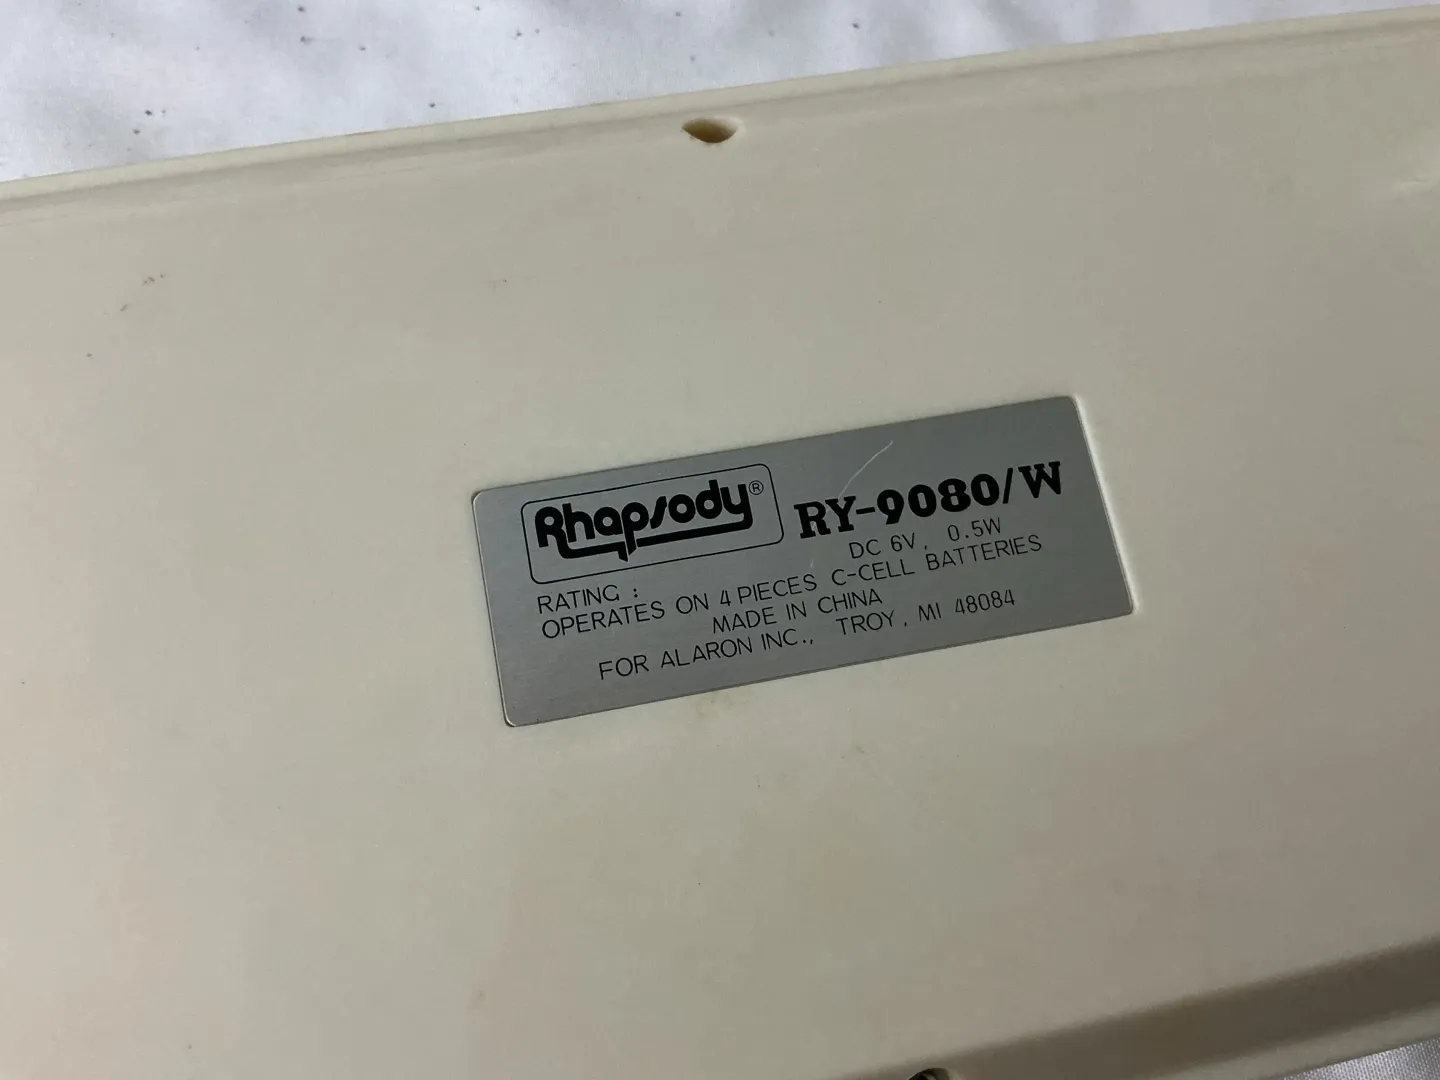 Rhapsody® RY-9080/W
RATING : DC 6V, 0.5W
OPERATES ON 4 PIECES C-CELL BATTERIES
MADE IN CHINA
FOR ALARON INC., TROY, MI 48084